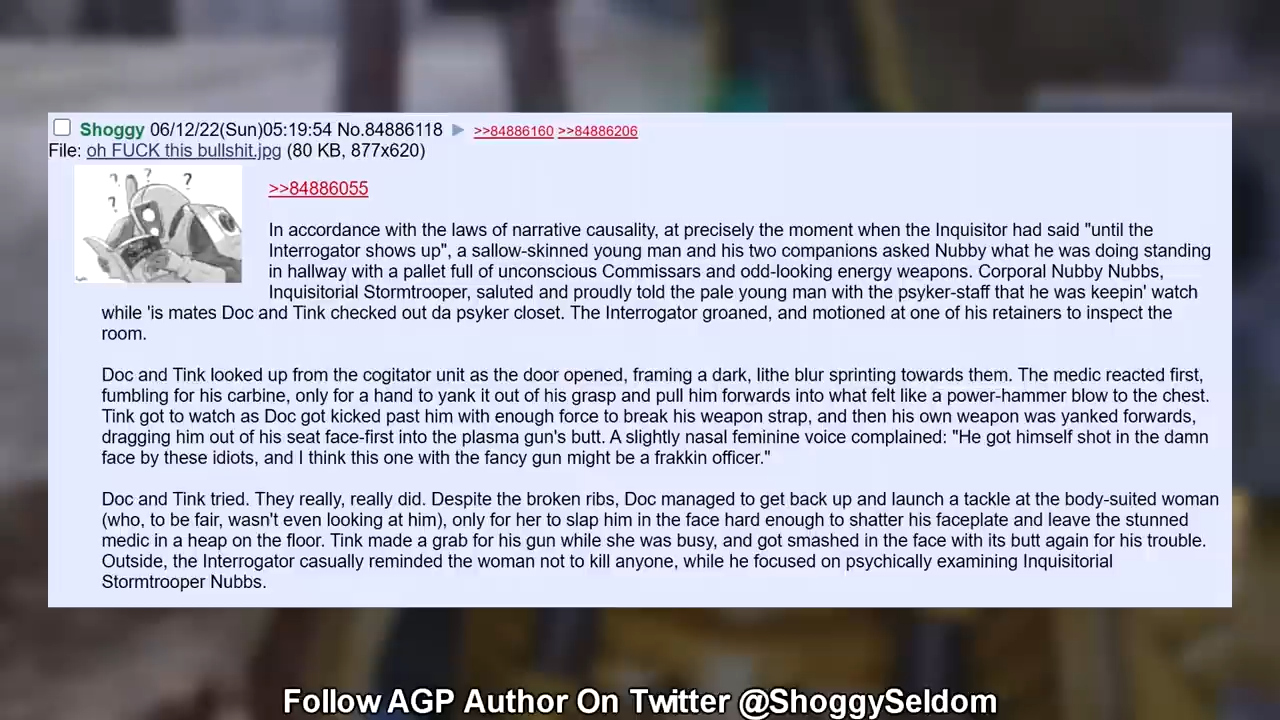 Shoggy 06/12/22(Sun)05:19:54 No.84886118 ▶ >>84886160 >>84886206
File: oh FUCK this bullshit.jpg (80 KB, 877x620)
? ? ?
?
>>84886055
In accordance with the laws of narrative causality, at precisely the moment when the Inquisitor had said "until the
Interrogator shows up", a sallow-skinned young man and his two companions asked Nubby what he was doing standing
in hallway with a pallet full of unconscious Commissars and odd-looking energy weapons. Corporal Nubby Nubbs,
Inquisitorial Stormtrooper, saluted and proudly told the pale young man with the psyker-staff that he was keepin' watch
while 'is mates Doc and Tink checked out da psyker closet. The Interrogator groaned, and motioned at one of his retainers to inspect the
room.
Doc and Tink looked up from the cogitator unit as the door opened, framing a dark, lithe blur sprinting towards them. The medic reacted first,
fumbling for his carbine, only for a hand to yank it out of his grasp and pull him forwards into what felt like a power-hammer blow to the chest.
Tink got to watch as Doc got kicked past him with enough force to break his weapon strap, and then his own weapon was yanked forwards,
dragging him out of his seat face-first into the plasma gun's butt. A slightly nasal feminine voice complained: "He got himself shot in the damn
face by these idiots, and I think this one with the fancy gun might be a frakkin officer."
Doc and Tink tried. They really, really did. Despite the broken ribs, Doc managed to get back up and launch a tackle at the body-suited woman
(who, to be fair, wasn't even looking at him), only for her to slap him in the face hard enough to shatter his faceplate and leave the stunned
medic in a heap on the floor. Tink made a grab for his gun while she was busy, and got smashed in the face with its butt again for his trouble.
Outside, the Interrogator casually reminded the woman not to kill anyone, while he focused on psychically examining Inquisitorial
Stormtrooper Nubbs.
Follow AGP Author On Twitter @ShoggySeldom